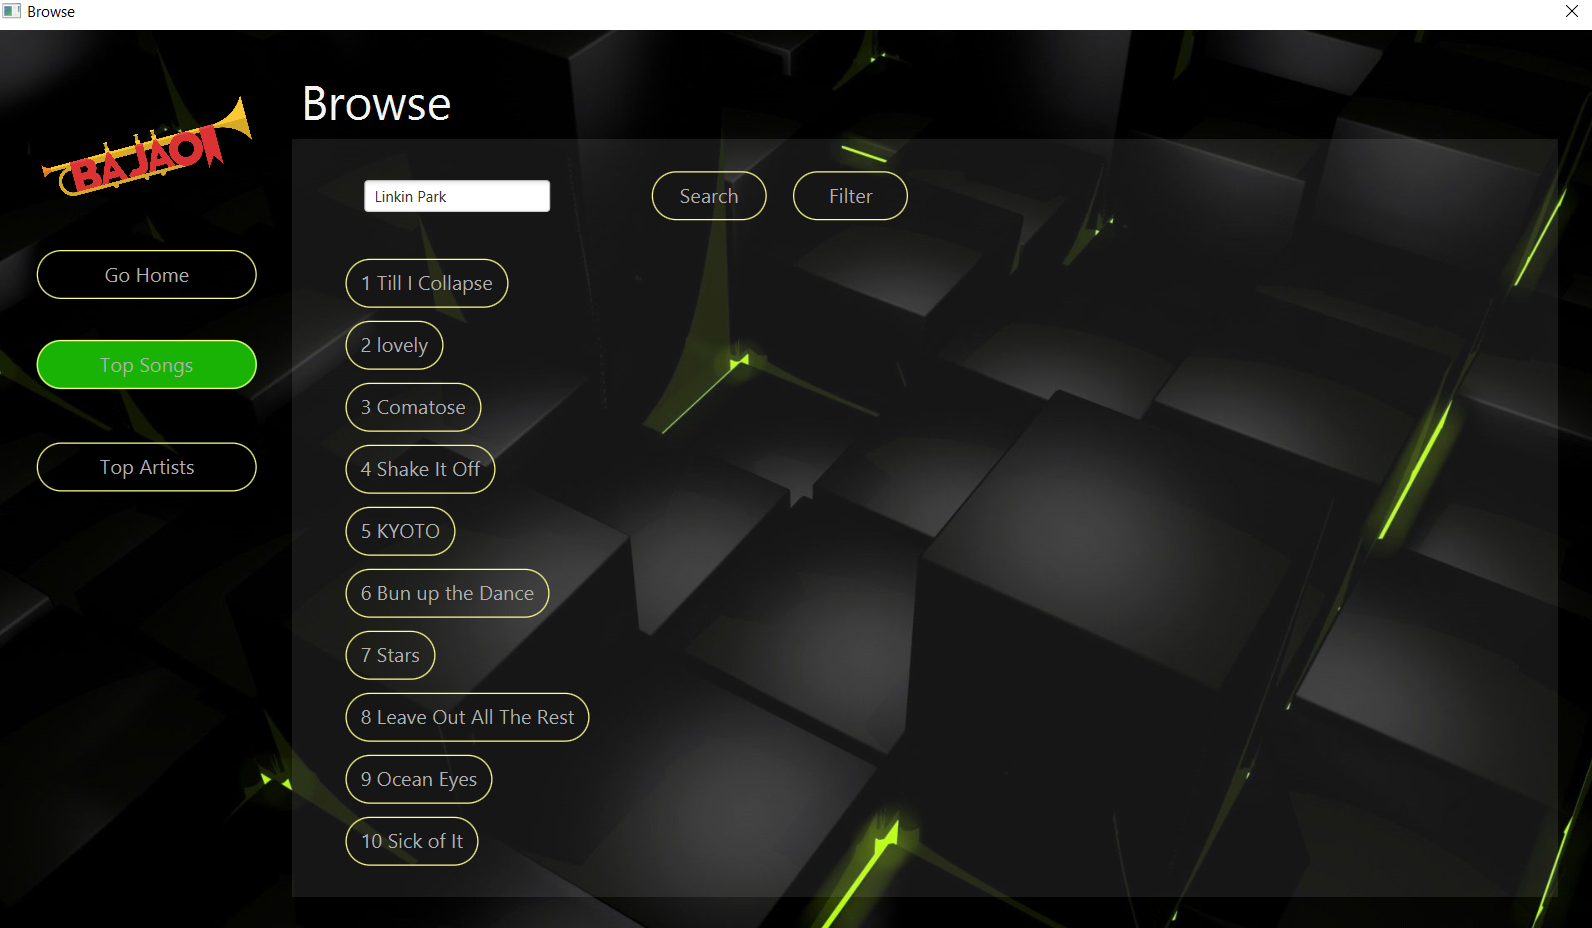 Browse
BAJAO
Browse
Linkin Park
Search
Filter
Go Home
Top Songs
Top Artists
1 Till I Collapse
2 lovely
3 Comatose
4 Shake It Off
5 KYOTO
6 Bun up the Dance
7 Stars
8 Leave Out All The Rest
9 Ocean Eyes
10 Sick of It